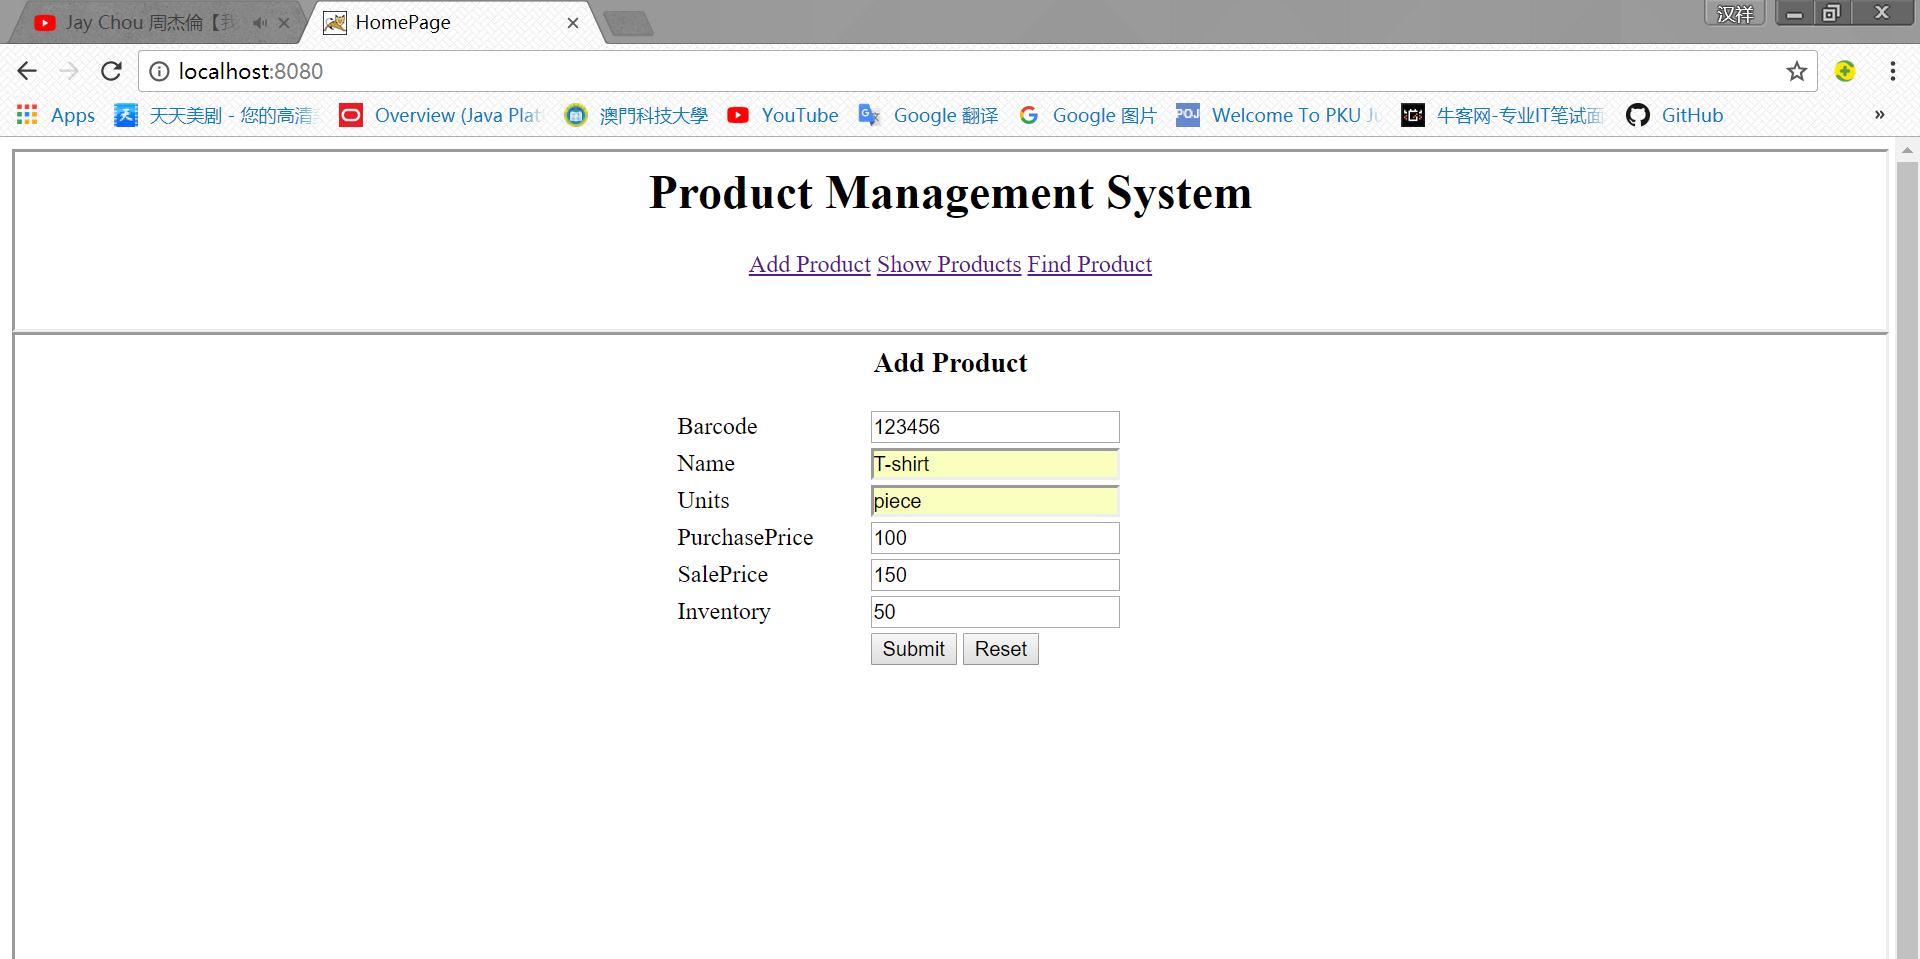 Jay Chou 周杰倫【我
HomePage
汉祥
localhost:8080
Apps 天天美剧 - 您的高清 Overview (Java Plat 澳門科技大學 YouTube Google 翻译 Google 图片 POJ Welcome To PKU Ju 牛客网-专业IT笔试面 GitHub »
Product Management System
Add Product Show Products Find Product
Add Product
Barcode 123456
Name T-shirt
Units piece
PurchasePrice 100
SalePrice 150
Inventory 50
Submit Reset